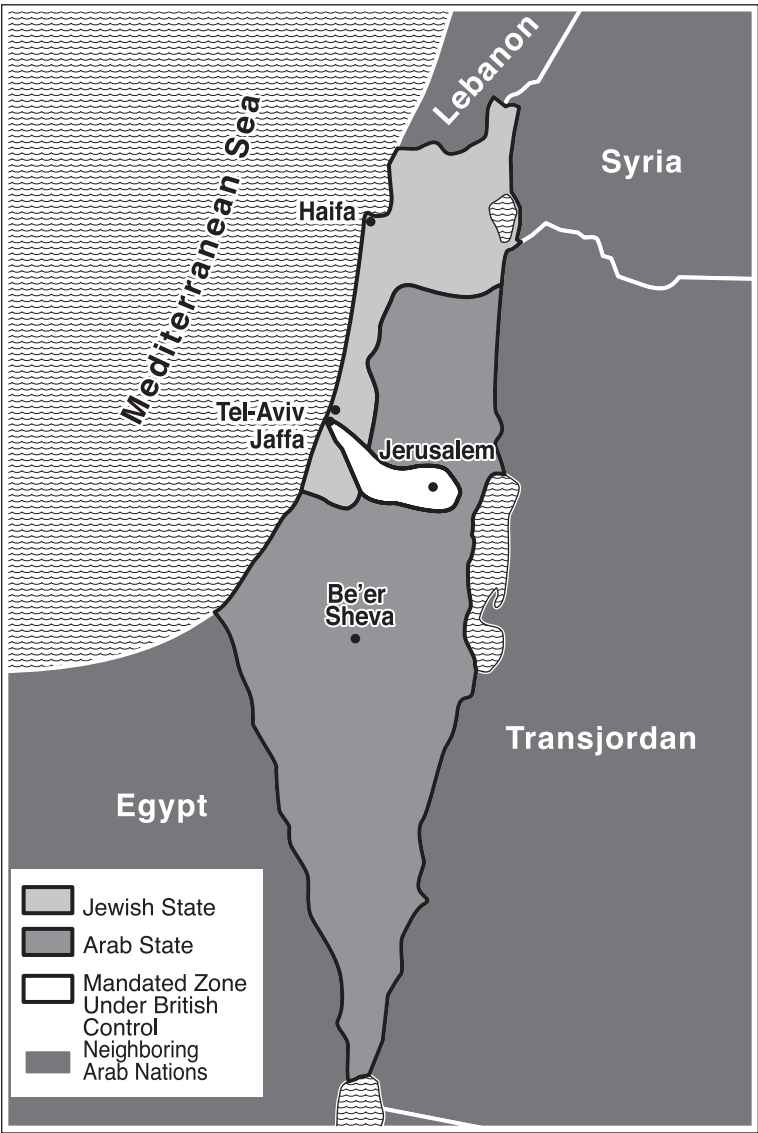 Lebanon
Syria
Mediterranean Sea
Haifa
Tel-Aviv
Jaffa
Jerusalem
Be’er
Sheva
Transjordan
Egypt
Jewish State
Arab State
Mandated Zone
Under British
Control
Neighboring
Arab Nations